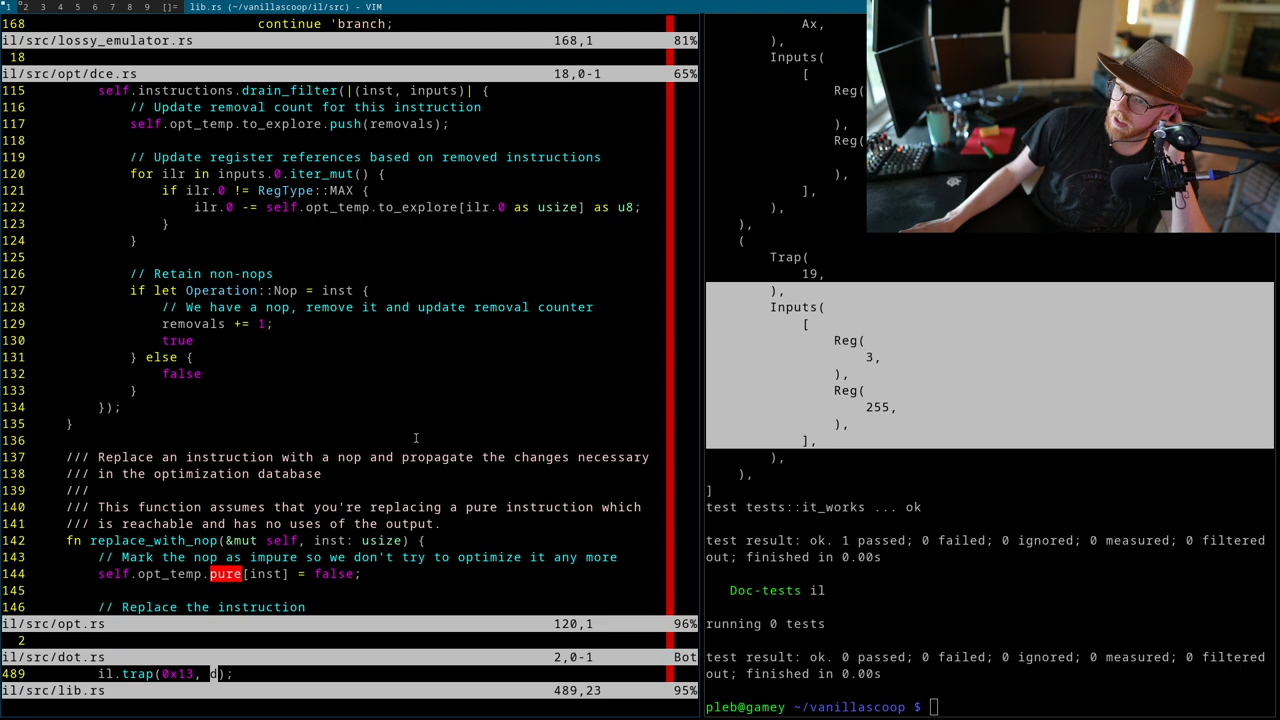 1 2 3 4 5 6 7 8 9 []= lib.rs (~/vanillascoop/il/src) - VIM
168 continue 'branch;
il/src/lossy_emulator.rs 168,1 81%
18
il/src/opt/dce.rs 18,0-1 65%
115 self.instructions.drain_filter(|(inst, inputs)| {
116 // Update removal count for this instruction
117 self.opt_temp.to_explore.push(removals);
118
119 // Update register references based on removed instructions
120 for ilr in inputs.0.iter_mut() {
121 if ilr.0 != RegType::MAX {
122 ilr.0 -= self.opt_temp.to_explore[ilr.0 as usize] as u8;
123 }
124 }
125
126 // Retain non-nops
127 if let Operation::Nop = inst {
128 // We have a nop, remove it and update removal counter
129 removals += 1;
130 true
131 } else {
132 false
133 }
134 });
135 }
136
137 /// Replace an instruction with a nop and propagate the changes necessary
138 /// in the optimization database
139 ///
140 /// This function assumes that you're replacing a pure instruction which
141 /// is reachable and has no uses of the output.
142 fn replace_with_nop(&mut self, inst: usize) {
143 // Mark the nop as impure so we don't try to optimize it any more
144 self.opt_temp.pure[inst] = false;
145
146 // Replace the instruction
il/src/opt.rs 120,1 96%
2
il/src/dot.rs 2,0-1 Bot
489 il.trap(0x13, d);
il/src/lib.rs 489,23 95%
Ax,
),
Inputs(
[
Reg(
),
Reg(
),
],
),
),
(
Trap(
19,
),
Inputs(
[
Reg(
3,
),
Reg(
255,
),
],
),
),
]
test tests::it_works ... ok
test result: ok. 1 passed; 0 failed; 0 ignored; 0 measured; 0 filtered
out; finished in 0.00s
Doc-tests il
running 0 tests
test result: ok. 0 passed; 0 failed; 0 ignored; 0 measured; 0 filtered
out; finished in 0.00s
pleb@gamey ~/vanillascoop $